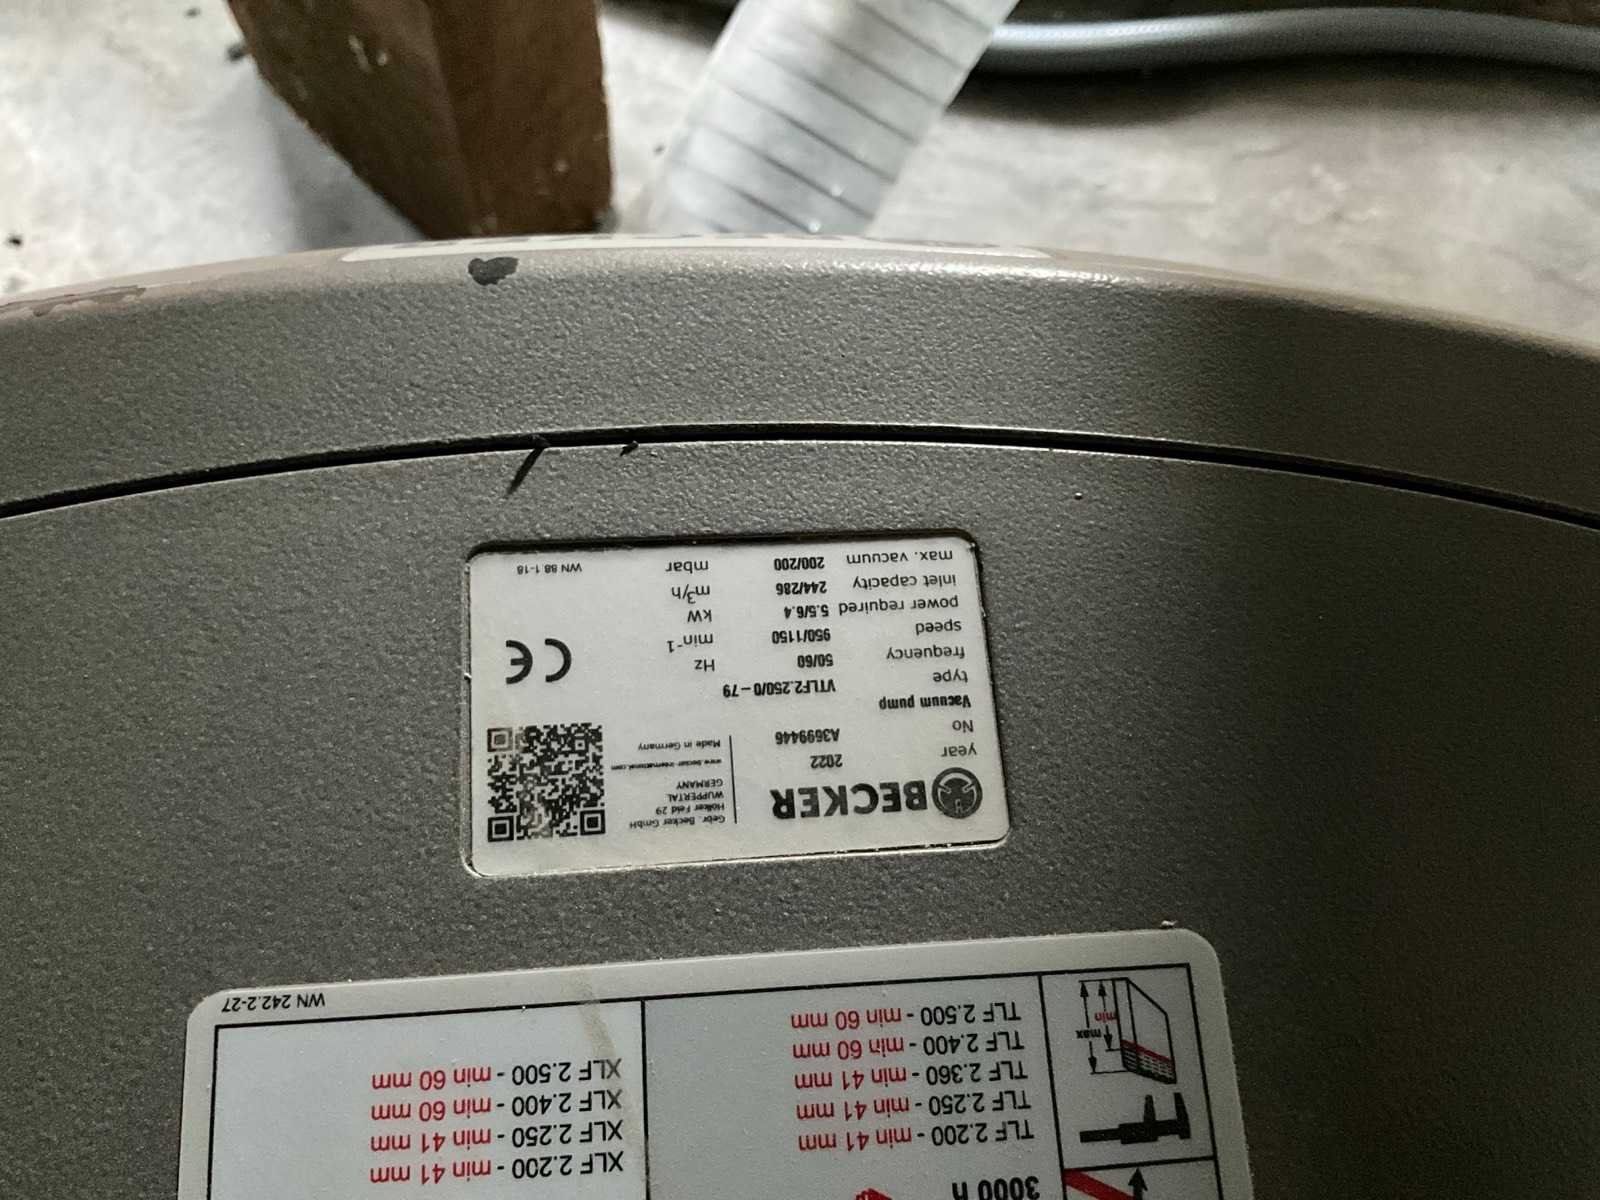 BECKER
Gebr. Becker GmbH
Hölker Feld 29
WUPPERTAL
GERMANY
www.becker-international.com
Made in Germany
year 2022
No A3699446
Vacuum pump
type VTLF2.250/0-79
frequency 50/60 Hz
speed 950/1150 min-1
power required 5.5/6.4 kW
inlet capacity 244/286 m³/h
max. vacuum 200/200 mbar
CE
WN 88.1-18
3000 h
TLF 2.200 - min 41 mm
TLF 2.250 - min 41 mm
TLF 2.360 - min 41 mm
TLF 2.400 - min 60 mm
TLF 2.500 - min 60 mm
XLF 2.200 - min 41 mm
XLF 2.250 - min 41 mm
XLF 2.400 - min 60 mm
XLF 2.500 - min 60 mm
max
min
WN 242.2-27